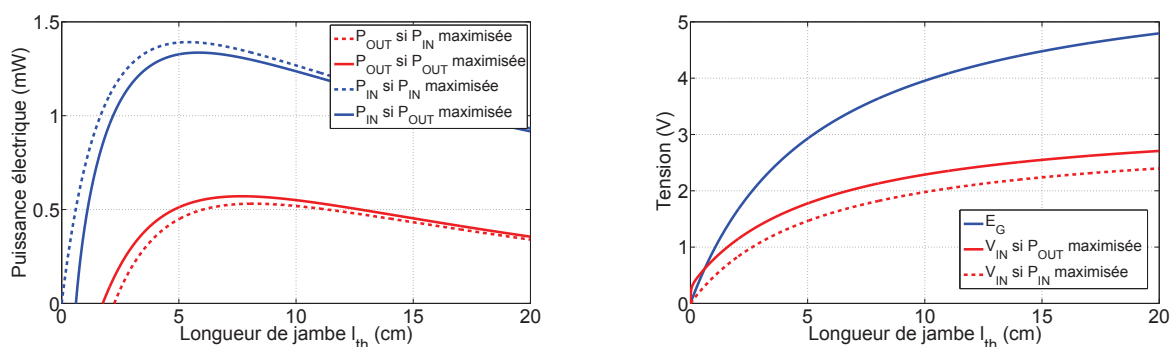 Puissance électrique (mW)
1.5
1
0.5
0
0
5
10
15
20
Longueur de jambe l_th (cm)
P_OUT si P_IN maximisée
P_OUT si P_OUT maximisée
P_IN si P_IN maximisée
P_IN si P_OUT maximisée
Tension (V)
5
4
3
2
1
0
0
5
10
15
20
Longueur de jambe l_th (cm)
E_G
V_IN si P_OUT maximisée
V_IN si P_IN maximisée